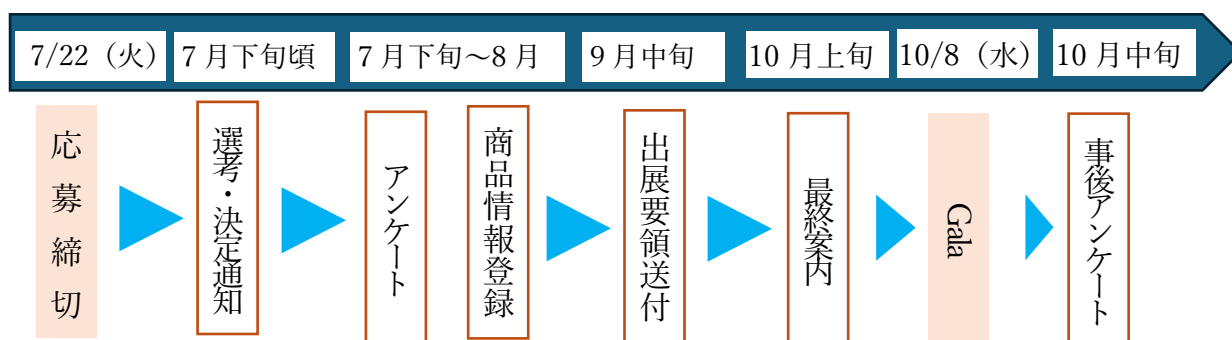 7/22（火）
7月下旬頃
7月下旬～8月
9月中旬
10月上旬
10/8（水）
10月中旬
応募締切
選考・決定通知
アンケート
商品情報登録
出展要領送付
最終案内
Gala
事後アンケート